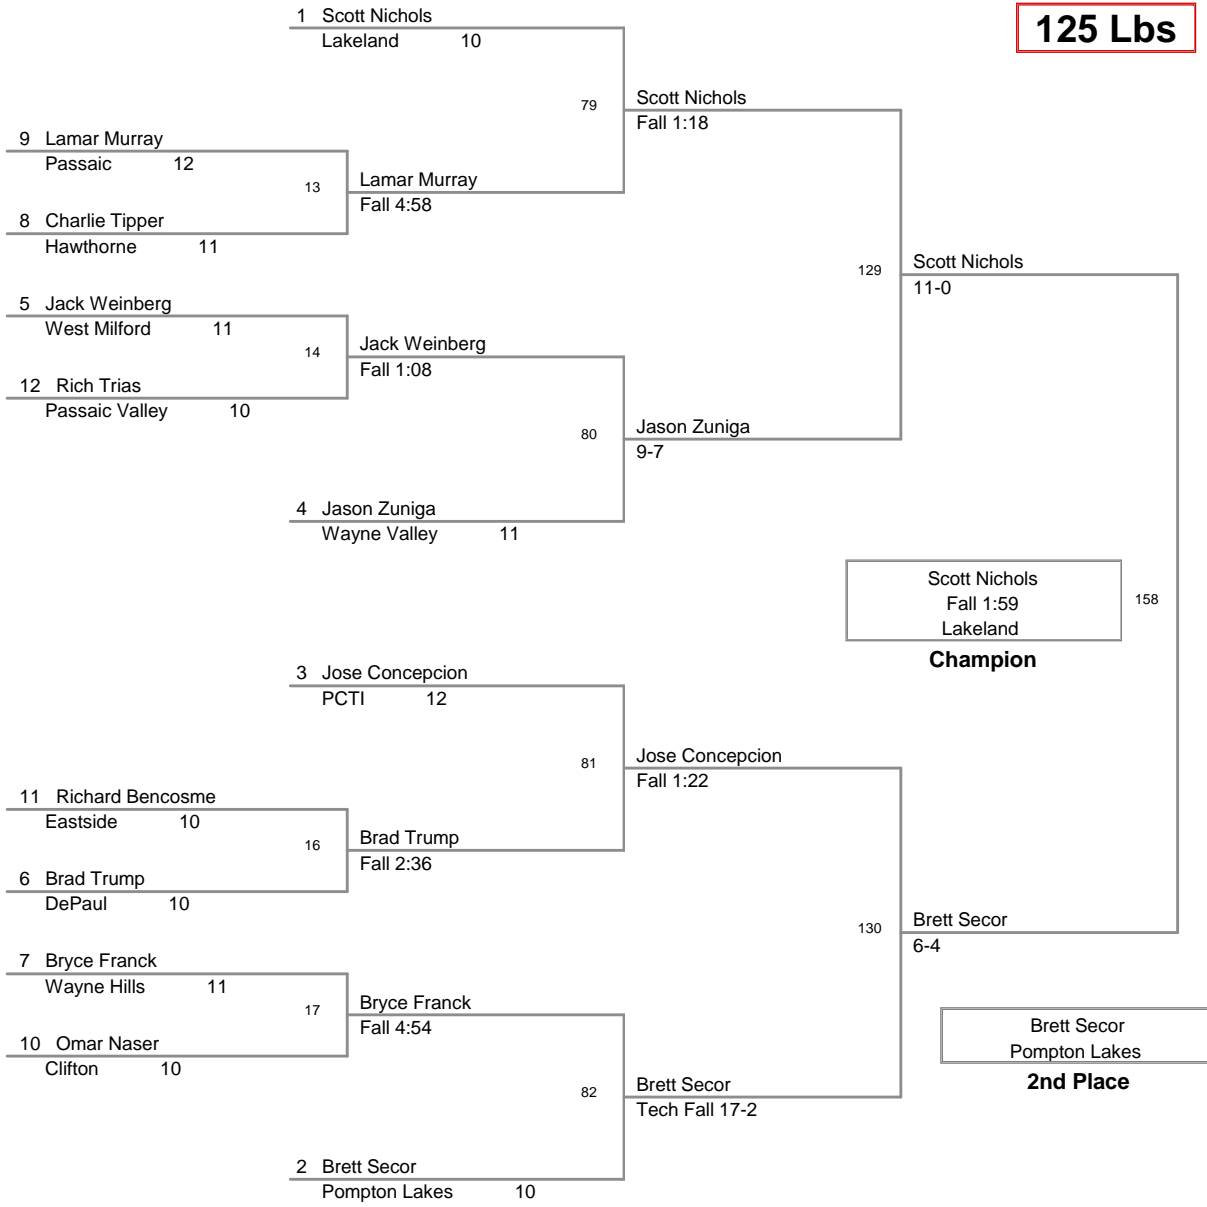 1 Scott Nichols
Lakeland 10
125 Lbs
79
Scott Nichols
Fall 1:18
9 Lamar Murray
Passaic 12
13
Lamar Murray
Fall 4:58
8 Charlie Tipper
Hawthorne 11
129
Scott Nichols
11-0
5 Jack Weinberg
West Milford 11
14
Jack Weinberg
Fall 1:08
12 Rich Trias
Passaic Valley 10
80
Jason Zuniga
9-7
4 Jason Zuniga
Wayne Valley 11
Scott Nichols
Fall 1:59
Lakeland
158
Champion
3 Jose Concepcion
PCTI 12
81
Jose Concepcion
Fall 1:22
11 Richard Bencosme
Eastside 10
16
Brad Trump
Fall 2:36
6 Brad Trump
DePaul 10
130
Brett Secor
6-4
7 Bryce Franck
Wayne Hills 11
17
Bryce Franck
Fall 4:54
10 Omar Naser
Clifton 10
Brett Secor
Pompton Lakes
2nd Place
82
Brett Secor
Tech Fall 17-2
2 Brett Secor
Pompton Lakes 10